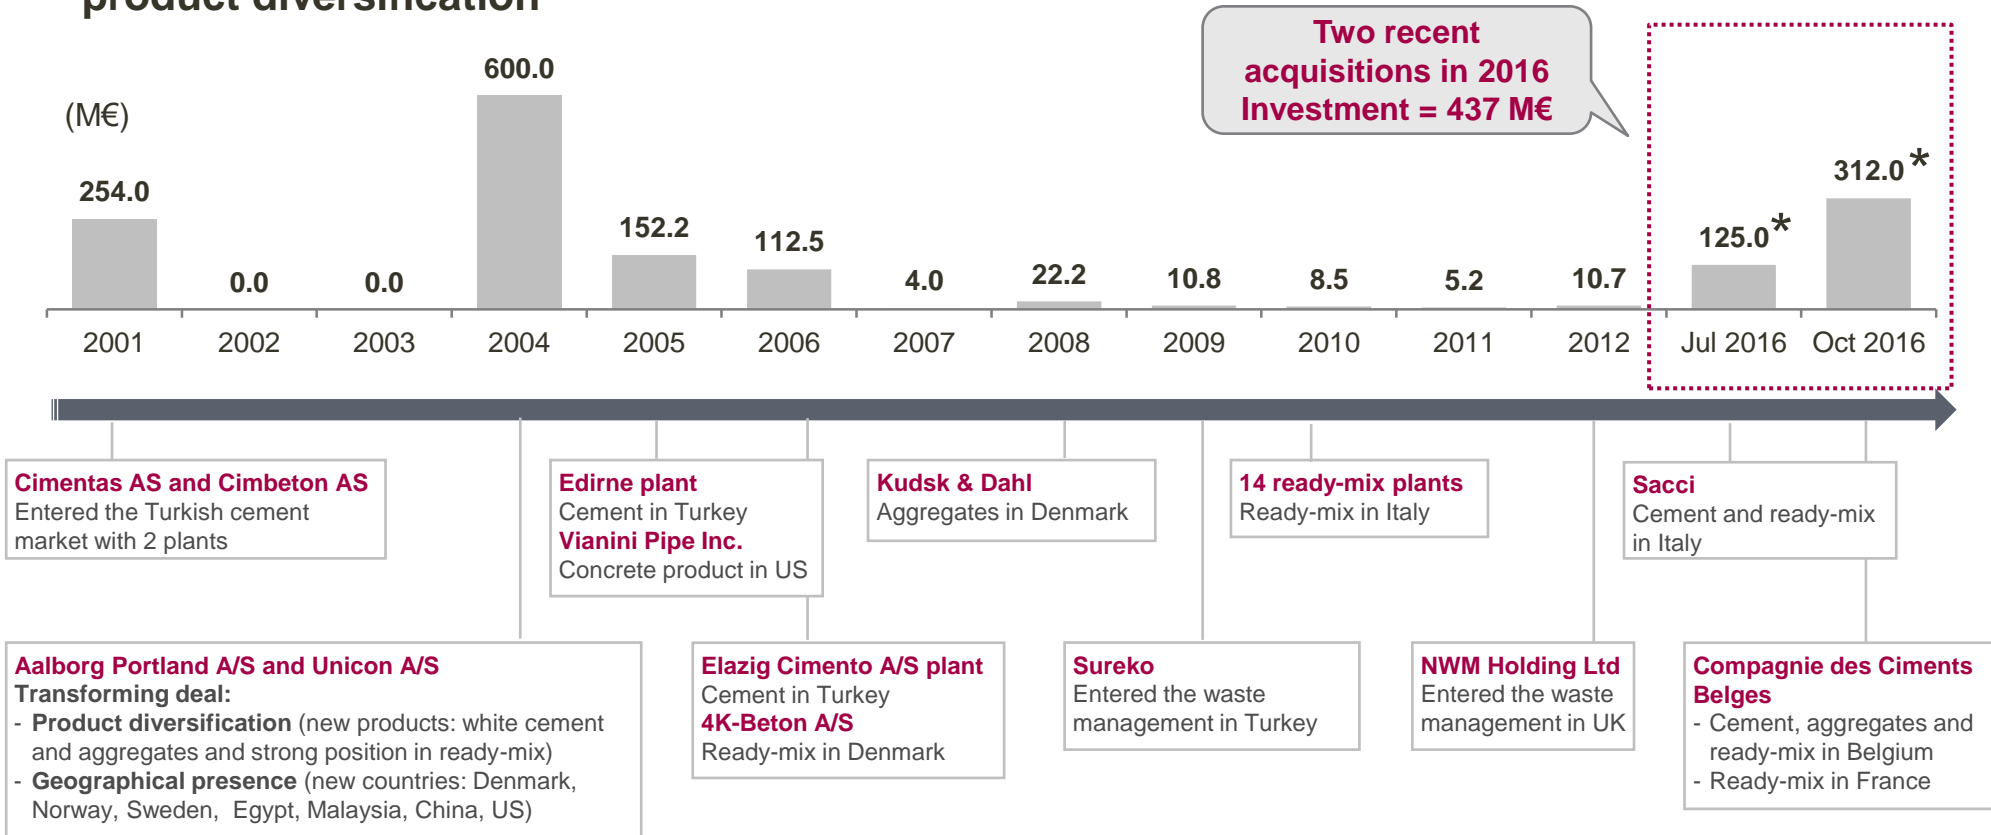 product diversification
Two recent
acquisitions in 2016
Investment = 437 M€
(M€)
254.0
0.0
0.0
600.0
152.2
112.5
4.0
22.2
10.8
8.5
5.2
10.7
125.0*
312.0*
2001
2002
2003
2004
2005
2006
2007
2008
2009
2010
2011
2012
Jul 2016
Oct 2016
Cimentas AS and Cimbeton AS
Entered the Turkish cement
market with 2 plants
Edirne plant
Cement in Turkey
Vianini Pipe Inc.
Concrete product in US
Kudsk & Dahl
Aggregates in Denmark
14 ready-mix plants
Ready-mix in Italy
Sacci
Cement and ready-mix
in Italy
Aalborg Portland A/S and Unicon A/S
Transforming deal:
- Product diversification (new products: white cement
and aggregates and strong position in ready-mix)
- Geographical presence (new countries: Denmark,
Norway, Sweden, Egypt, Malaysia, China, US)
Elazig Cimento A/S plant
Cement in Turkey
4K-Beton A/S
Ready-mix in Denmark
Sureko
Entered the waste
management in Turkey
NWM Holding Ltd
Entered the waste
management in UK
Compagnie des Ciments
Belges
- Cement, aggregates and
ready-mix in Belgium
- Ready-mix in France